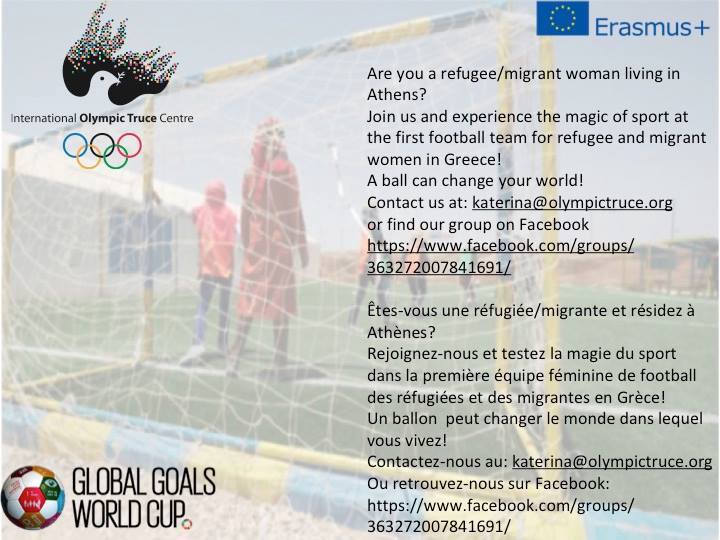 Erasmus+
International Olympic Truce Centre
Are you a refugee/migrant woman living in
Athens?
Join us and experience the magic of sport at
the first football team for refugee and migrant
women in Greece!
A ball can change your world!
Contact us at: katerina@olympictruce.org
or find our group on Facebook
https://www.facebook.com/groups/
363272007841691/
Êtes-vous une réfugiée/migrante et résidez à
Athènes?
Rejoignez-nous et testez la magie du sport
dans la première équipe féminine de football
des réfugiées et des migrantes en Grèce!
Un ballon  peut changer le monde dans lequel
vous vivez!
Contactez-nous au: katerina@olympictruce.org
Ou retrouvez-nous sur Facebook:
https://www.facebook.com/groups/
363272007841691/
GLOBAL GOALS
WORLD CUP